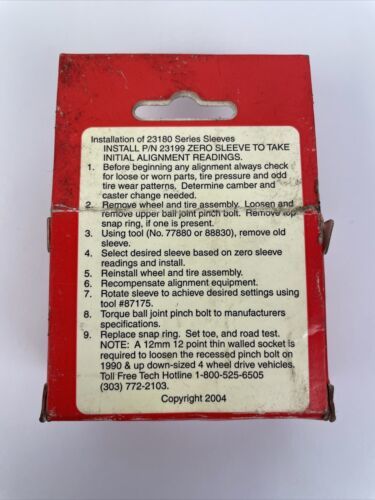 Installation of 23180 Series Sleeves
INSTALL P/N 23199 ZERO SLEEVE TO TAKE
INITIAL ALIGNMENT READINGS.
1. Before beginning any alignment always check
for loose or worn parts, tire pressure and odd
tire wear patterns. Determine camber and
caster change needed.
2. Remove wheel and tire assembly. Loosen and
remove upper ball joint pinch bolt. Remove top
snap ring, if one is present.
3. Using tool (No. 77880 or 88830), remove old
sleeve.
4. Select desired sleeve based on zero sleeve
readings and install.
5. Reinstall wheel and tire assembly.
6. Recompensate alignment equipment.
7. Rotate sleeve to achieve desired settings using
tool #87175.
8. Torque ball joint pinch bolt to manufacturers
specifications.
9. Replace snap ring. Set toe, and road test.
NOTE: A 12mm 12 point thin walled socket is
required to loosen the recessed pinch bolt on
1990 & up down-sized 4 wheel drive vehicles.
Toll Free Tech Hotline 1-800-525-6505
(303) 772-2103.
Copyright 2004